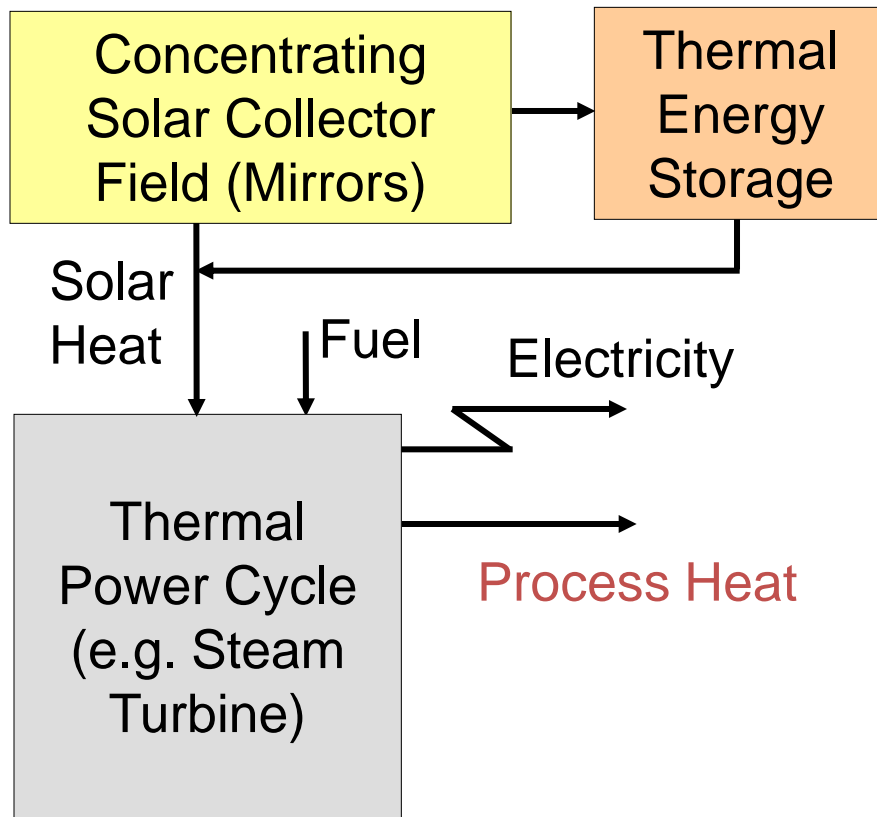 Concentrating
Solar Collector
Field (Mirrors)
Thermal
Energy
Storage
Solar
Heat
Fuel
Electricity
Thermal
Power Cycle
(e.g. Steam
Turbine)
Process Heat